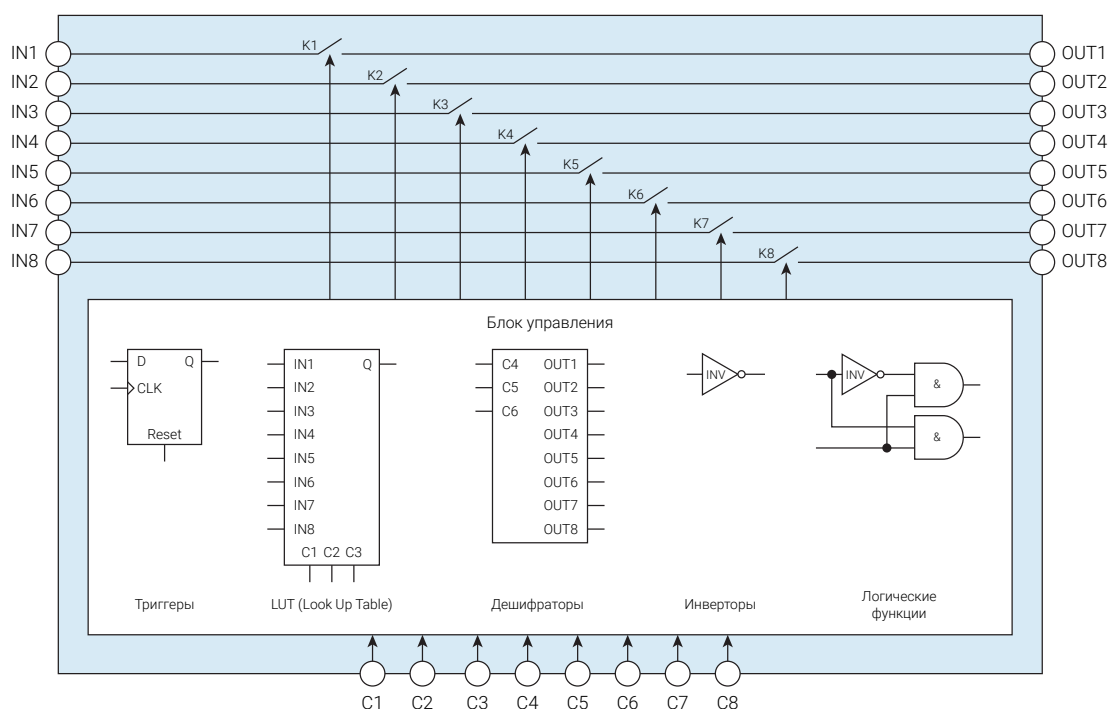 IN1 K1 OUT1
IN2 K2 OUT2
IN3 K3 OUT3
IN4 K4 OUT4
IN5 K5 OUT5
IN6 K6 OUT6
IN7 K7 OUT7
IN8 K8 OUT8
Блок управления
D Q
CLK
Reset
IN1 Q
IN2
IN3
IN4
IN5
IN6
IN7
IN8
C1 C2 C3
C4 OUT1
C5 OUT2
C6 OUT3
OUT4
OUT5
OUT6
OUT7
OUT8
INV
INV
&
&
Триггеры
LUT (Look Up Table)
Дешифраторы
Инверторы
Логические
функции
C1 C2 C3 C4 C5 C6 C7 C8